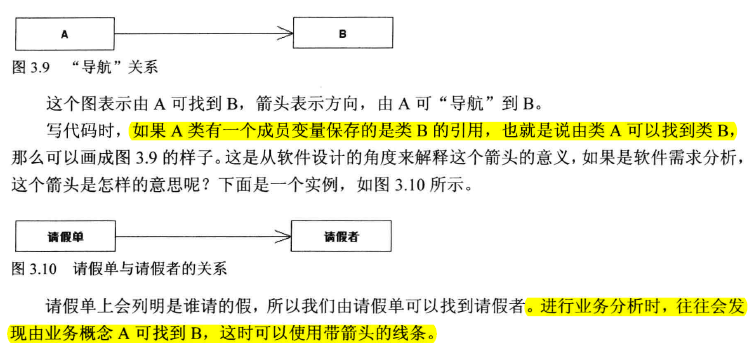 A
B
图 3.9 “导航”关系
这个图表示由 A 可找到 B，箭头表示方向，由 A 可“导航”到 B。
写代码时，如果 A 类有一个成员变量保存的是类 B 的引用，也就是说由类 A 可以找到类 B，
那么可以画成图 3.9 的样子。这是从软件设计的角度来解释这个箭头的意义，如果是软件需求分析，
这个箭头是怎样的意思呢？下面是一个实例，如图 3.10 所示。
请假单
请假者
图 3.10 请假单与请假者的关系
请假单上会列明是谁请的假，所以我们由请假单可以找到请假者。进行业务分析时，往往会发
现由业务概念 A 可找到 B，这时可以使用带箭头的线条。